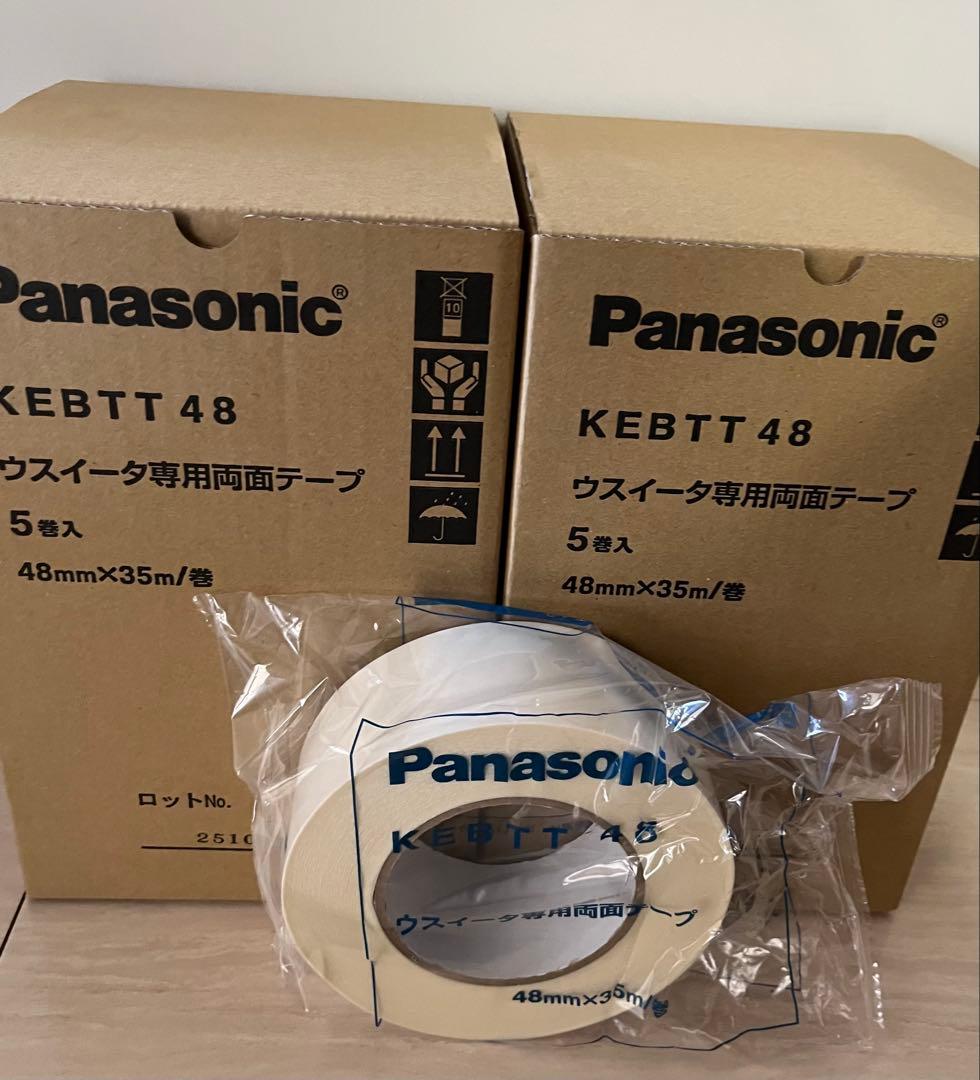 Panasonic®
KEBTT 48
ウスイータ専用両面テープ
5巻入
48mm×35m/巻
ロットNo.
2510
10
Panasonic®
KEBTT 48
ウスイータ専用両面テープ
5巻入
48mm×35m/巻
Panasonic
KEBTT 48
ウスイータ専用両面テープ
48mm×35m/巻